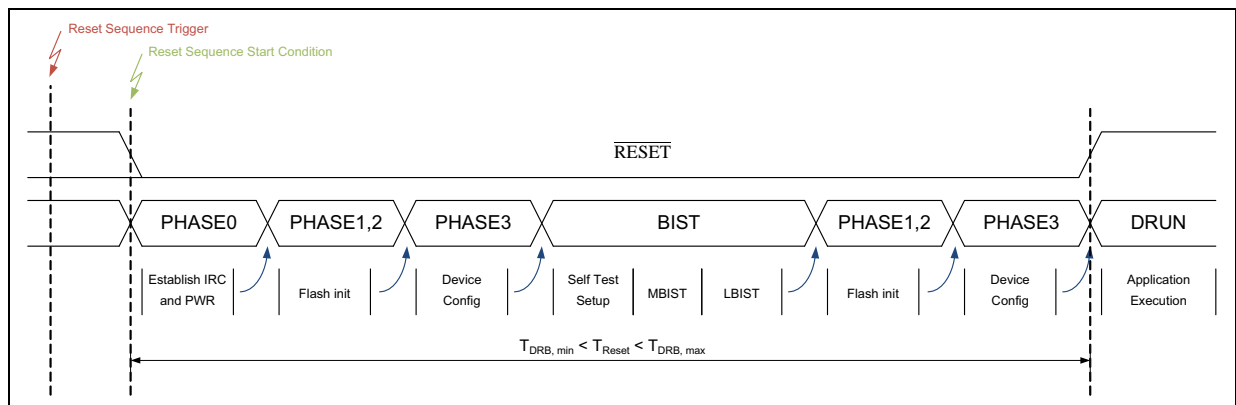 Reset Sequence Trigger
Reset Sequence Start Condition
RESET
PHASE0
PHASE1,2
PHASE3
BIST
PHASE1,2
PHASE3
DRUN
Establish IRC
and PWR
Flash init
Device
Config
Self Test
Setup
MBIST
LBIST
Flash init
Device
Config
Application
Execution
TDRB, min < TReset < TDRB, max